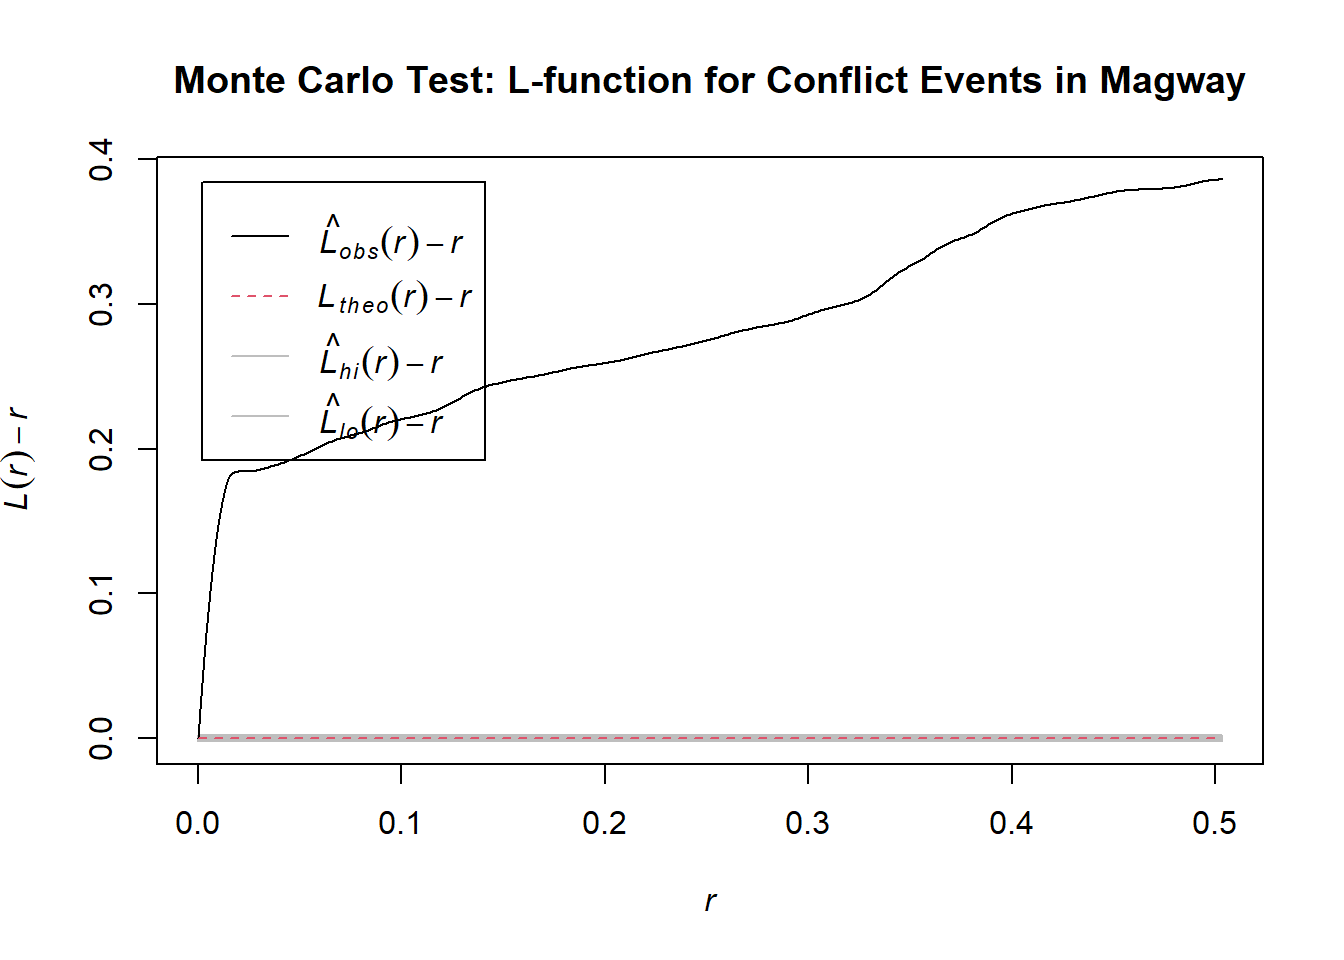 Monte Carlo Test: L-function for Conflict Events in Magway
L(r) − r
0.4
0.3
0.2
0.1
0.0
L̂obs(r) − r
Ltheo(r) − r
L̂hi(r) − r
L̂lo(r) − r
0.0 0.1 0.2 0.3 0.4 0.5
r